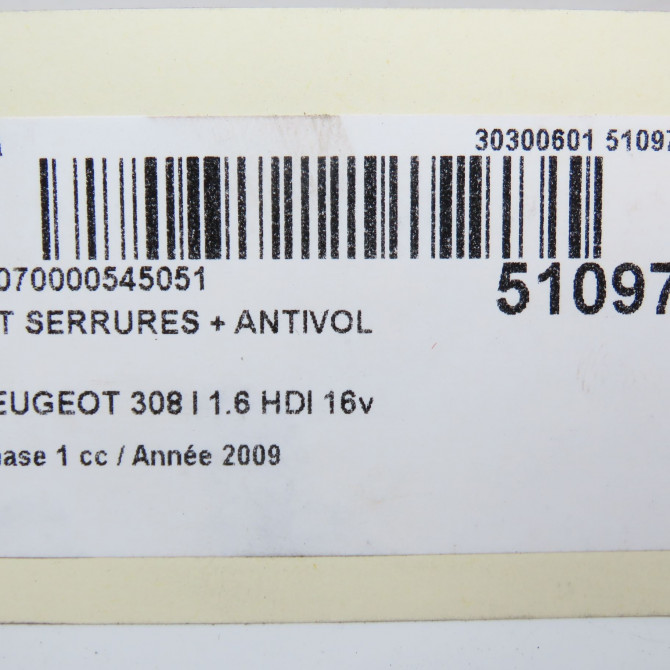 30300601 51097
070000545051
51097
T SERRURES + ANTIVOL
EUGEOT 308 I 1.6 HDI 16v
ase 1 cc / Année 2009